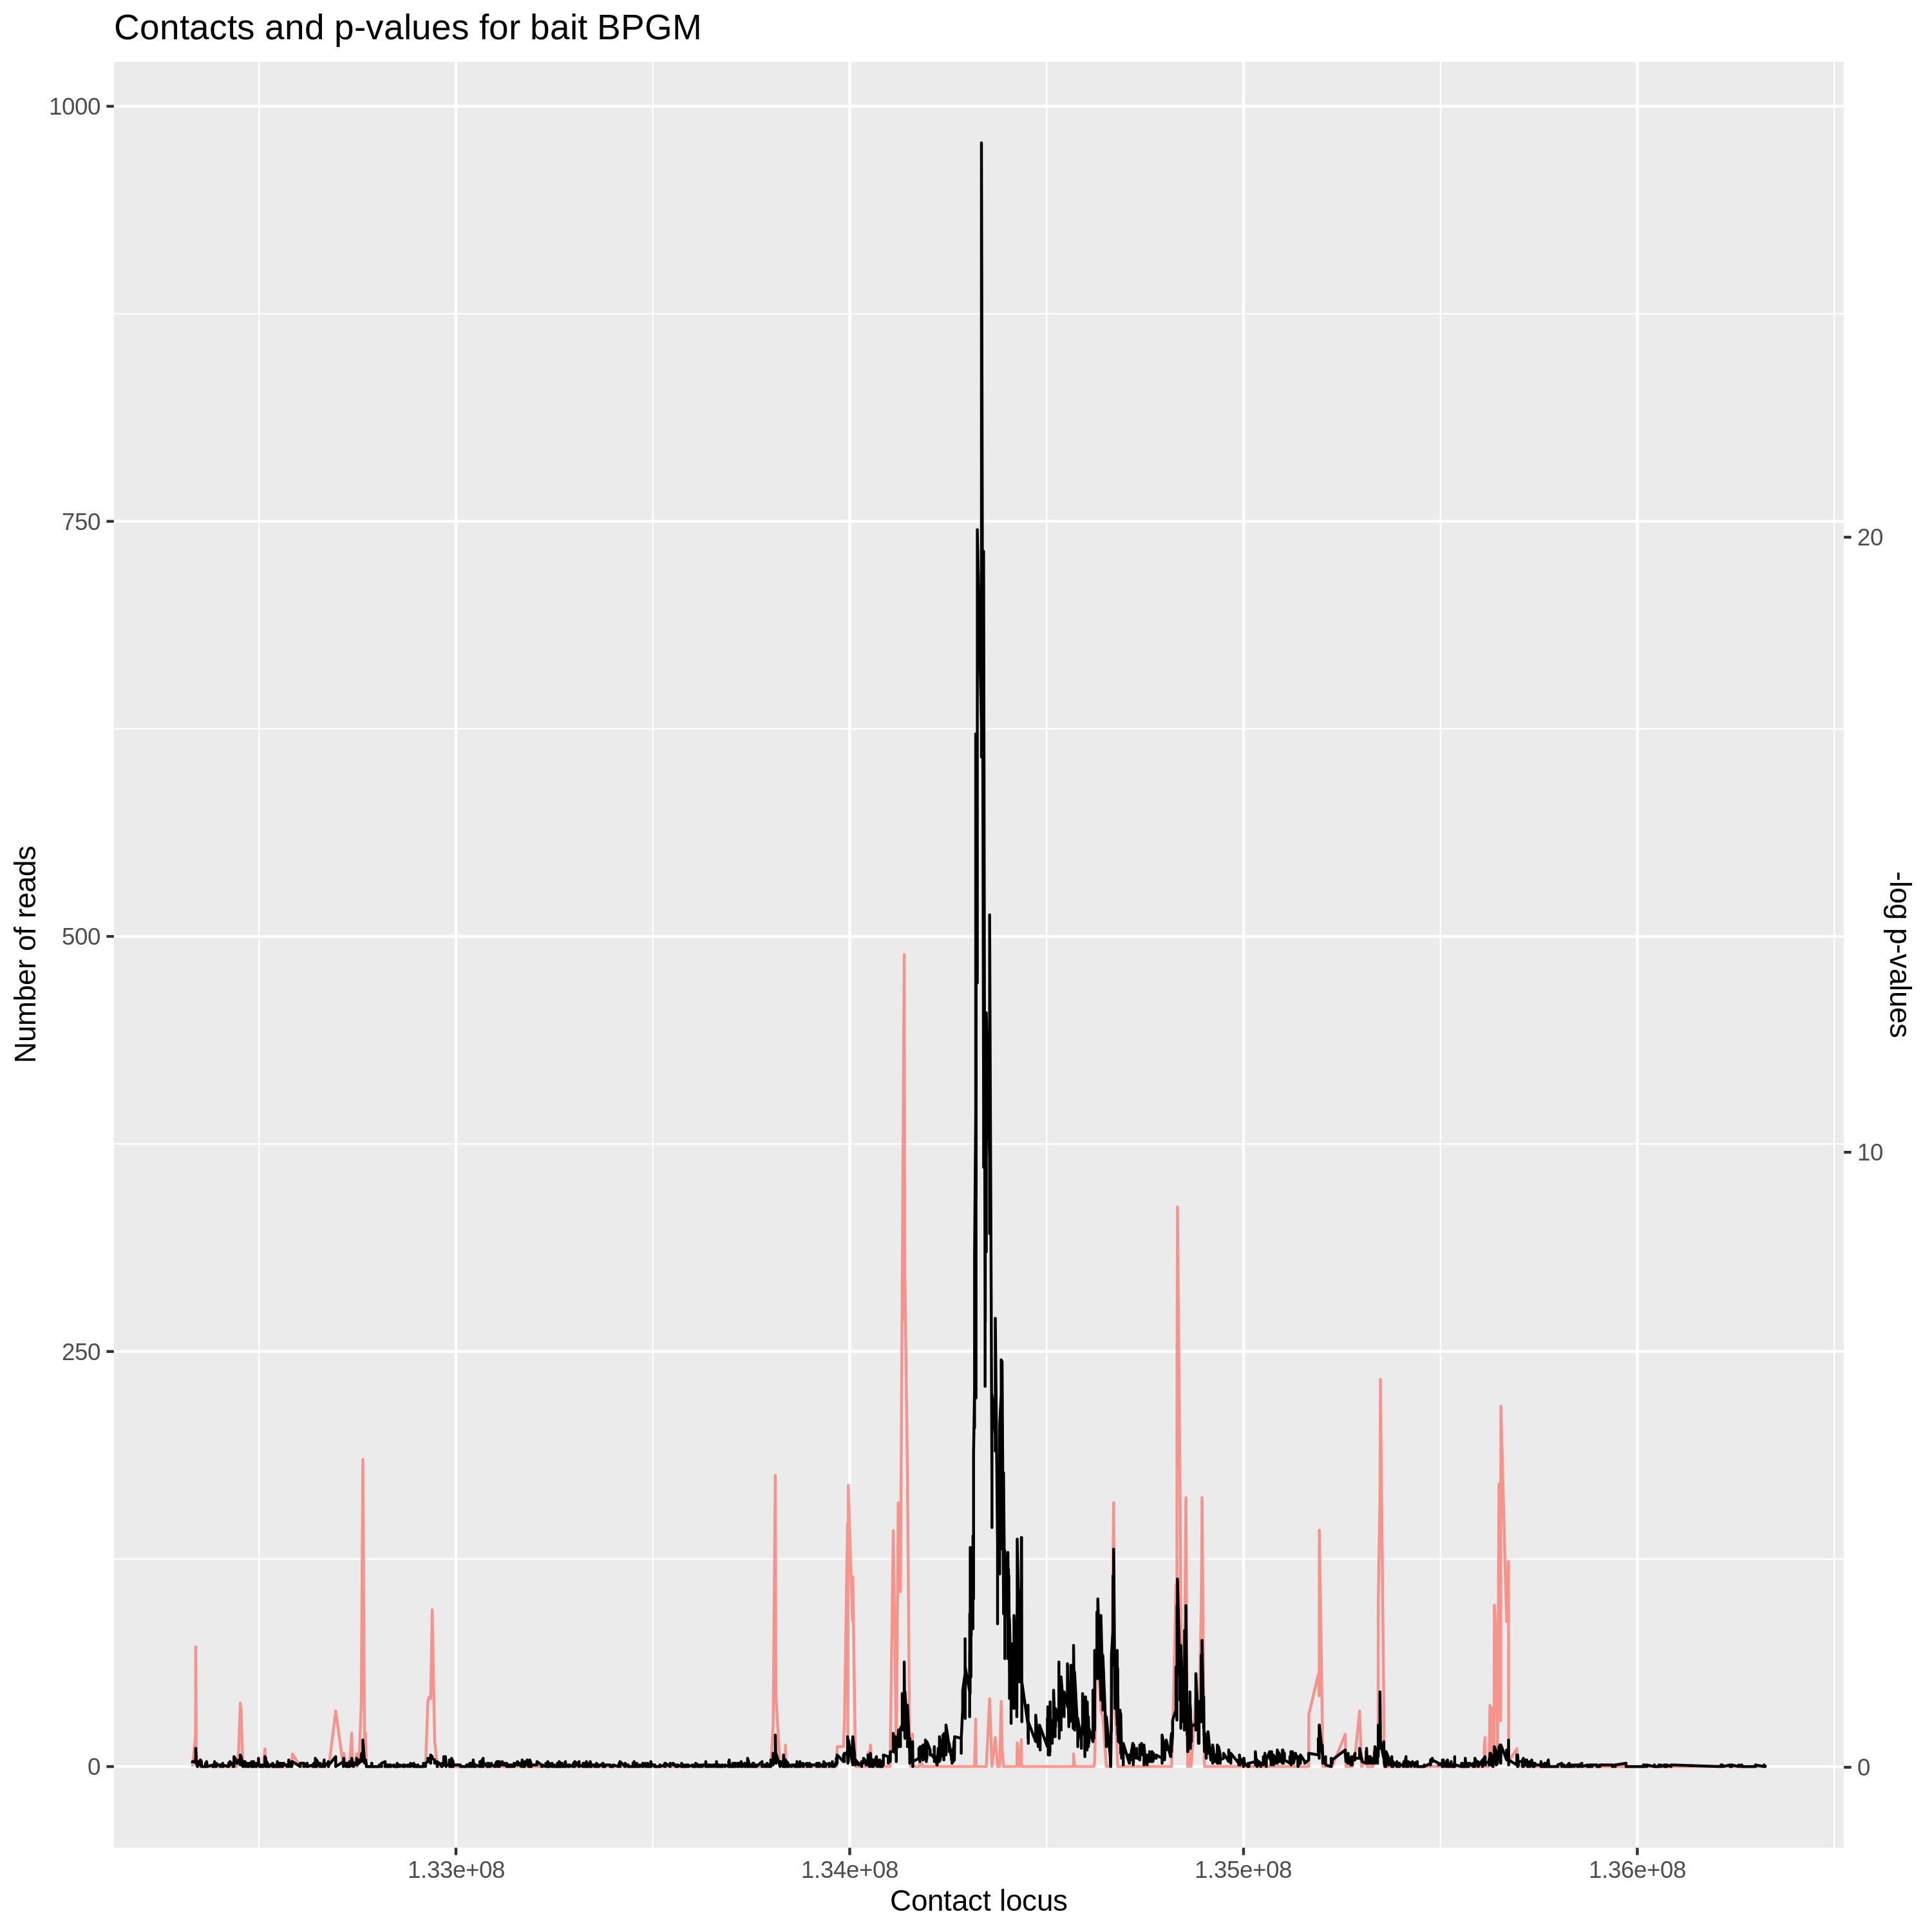 Contacts and p-values for bait BPGM
1000
750
500
250
0
Number of reads
20
10
0
-log p-values
1.33e+08
1.34e+08
1.35e+08
1.36e+08
Contact locus